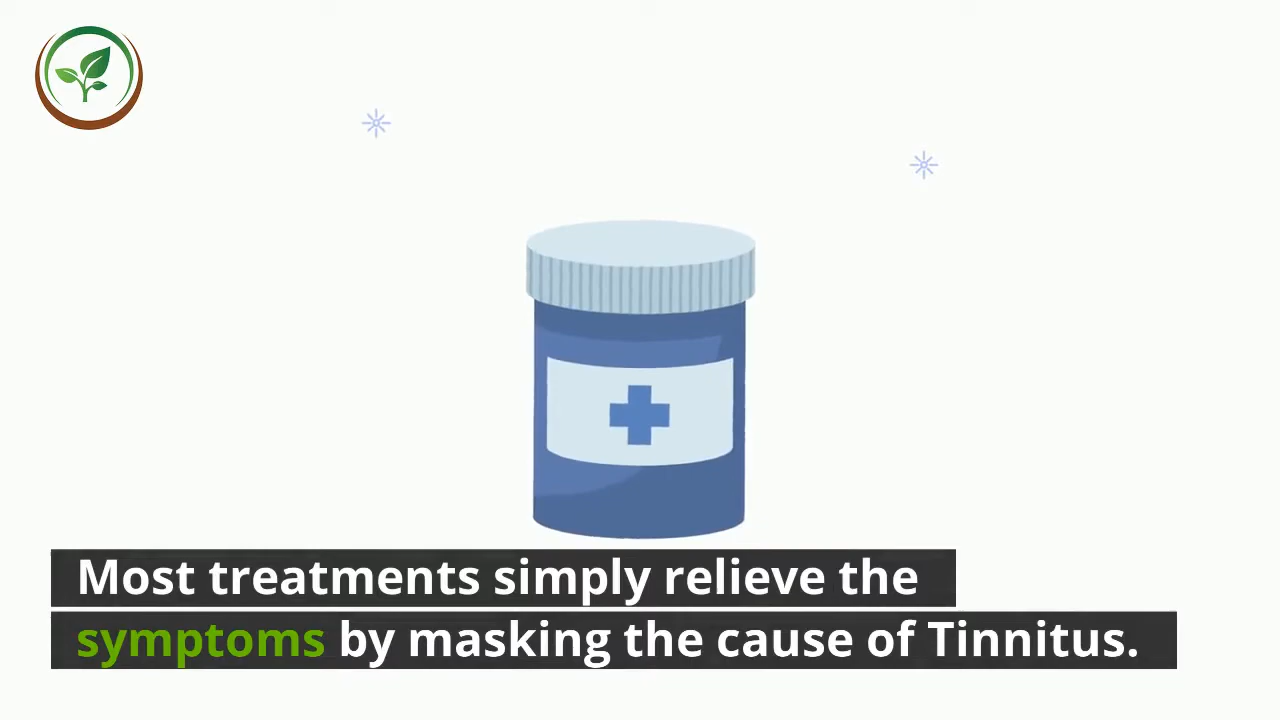 Most treatments simply relieve the
symptoms by masking the cause of Tinnitus.